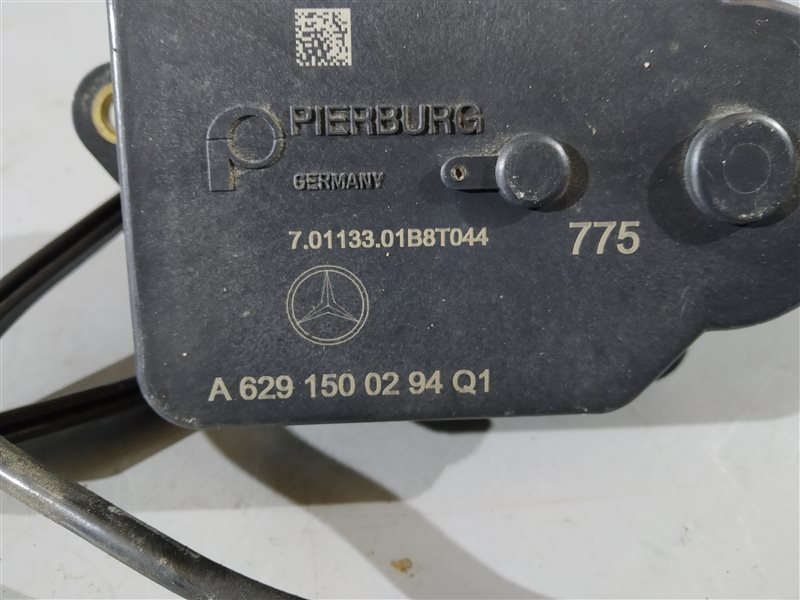 PIERBURG
GERMANY
7.01133.01B8T044
775
A 629 150 02 94 Q1